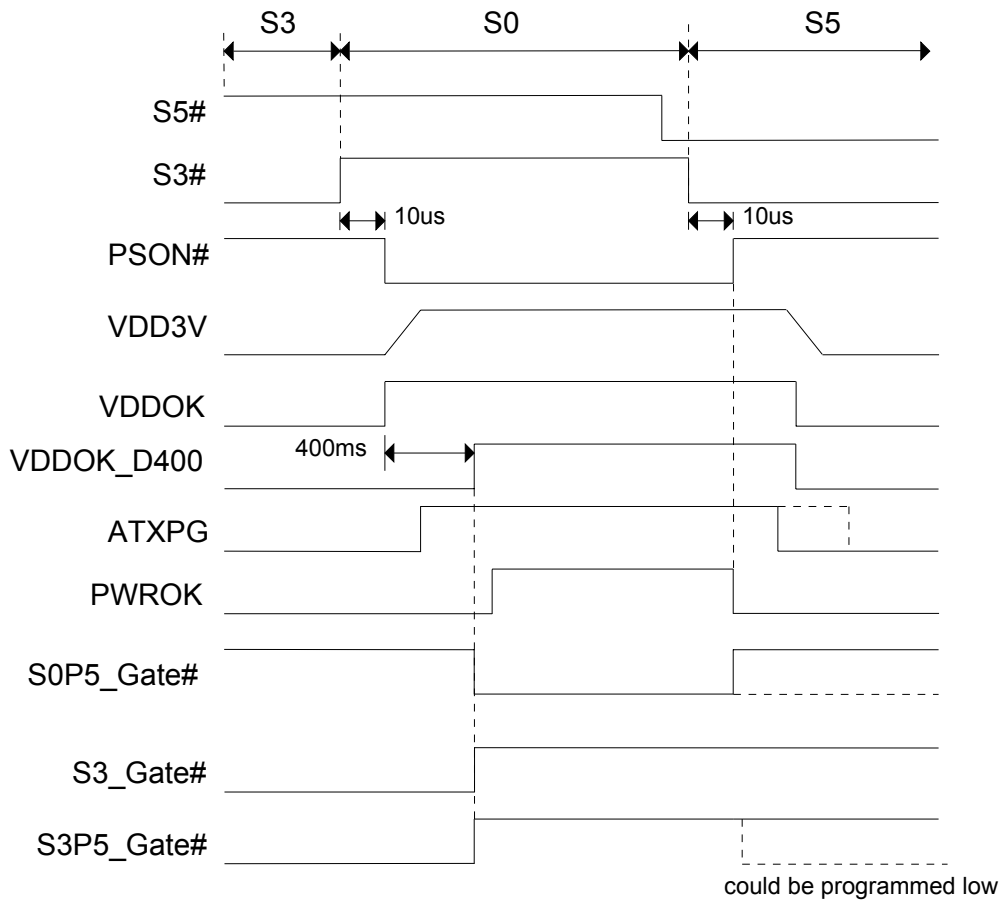 S3 S0 S5
S5#
S3#
10us 10us
PSON#
VDD3V
VDDOK
400ms
VDDOK_D400
ATXPG
PWROK
S0P5_Gate#
S3_Gate#
S3P5_Gate#
could be programmed low